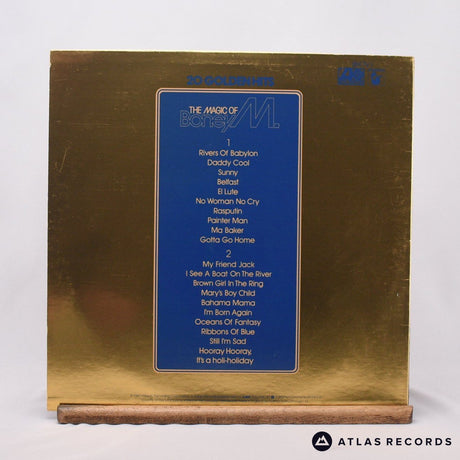 20 GOLDEN HITS
THE MAGIC OF
Boney M.
1
Rivers Of Babylon
Daddy Cool
Sunny
Belfast
El Lute
No Woman No Cry
Rasputin
Painter Man
Ma Baker
Gotta Go Home
2
My Friend Jack
I See A Boat On The River
Brown Girl In The Ring
Mary's Boy Child
Bahama Mama
I'm Born Again
Oceans Of Fantasy
Ribbons Of Blue
Still I'm Sad
Hooray Hooray,
It's a holi-holiday
ATLAS RECORDS